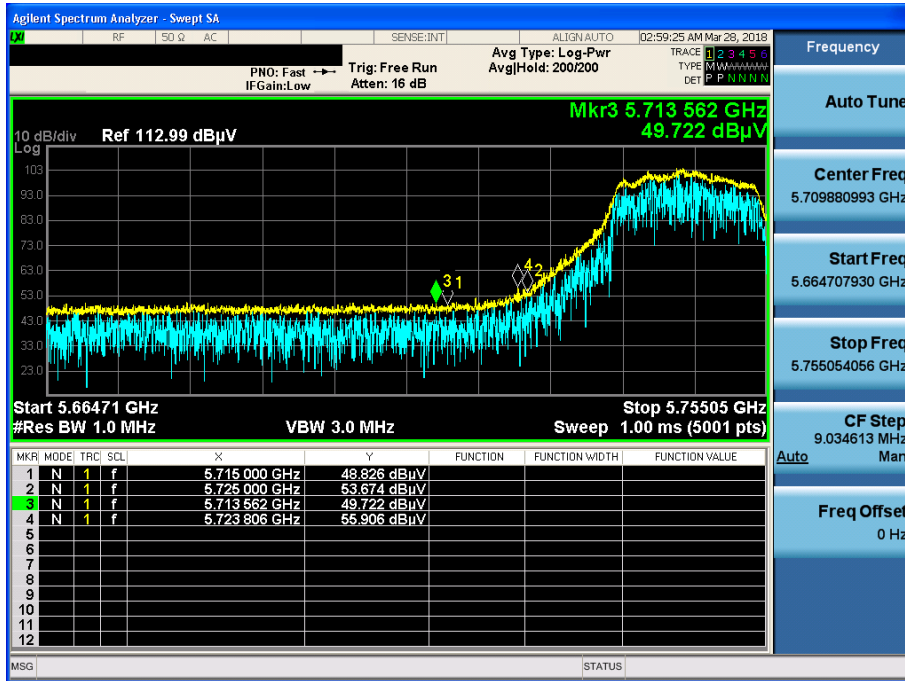 Agilent Spectrum Analyzer - Swept SA
LXI RF 50 Ω AC SENSE:INT ALIGN AUTO 02:59:25 AM Mar 28, 2018
PNO: Fast Trig: Free Run Avg Type: Log-Pwr TRACE 1 2 3 4 5 6
IFGain:Low Atten: 16 dB Avg|Hold: 200/200 TYPE M W W W W W
DET P P N N N N
Mkr3 5.713 562 GHz
49.722 dBµV
10 dB/div Ref 112.99 dBµV
Log
103
93.0
83.0
73.0
63.0
53.0
43.0
33.0
23.0
3 1 4 2
Start 5.66471 GHz Stop 5.75505 GHz
#Res BW 1.0 MHz VBW 3.0 MHz Sweep 1.00 ms (5001 pts)
MKR MODE TRC SCL X Y FUNCTION FUNCTION WIDTH FUNCTION VALUE
1 N 1 f 5.715 000 GHz 48.826 dBµV
2 N 1 f 5.725 000 GHz 53.674 dBµV
3 N 1 f 5.713 562 GHz 49.722 dBµV
4 N 1 f 5.723 806 GHz 55.906 dBµV
5
6
7
8
9
10
11
12
MSG STATUS
Frequency
Auto Tune
Center Freq
5.709880993 GHz
Start Freq
5.664707930 GHz
Stop Freq
5.755054056 GHz
CF Step
9.034613 MHz
Auto Man
Freq Offset
0 Hz